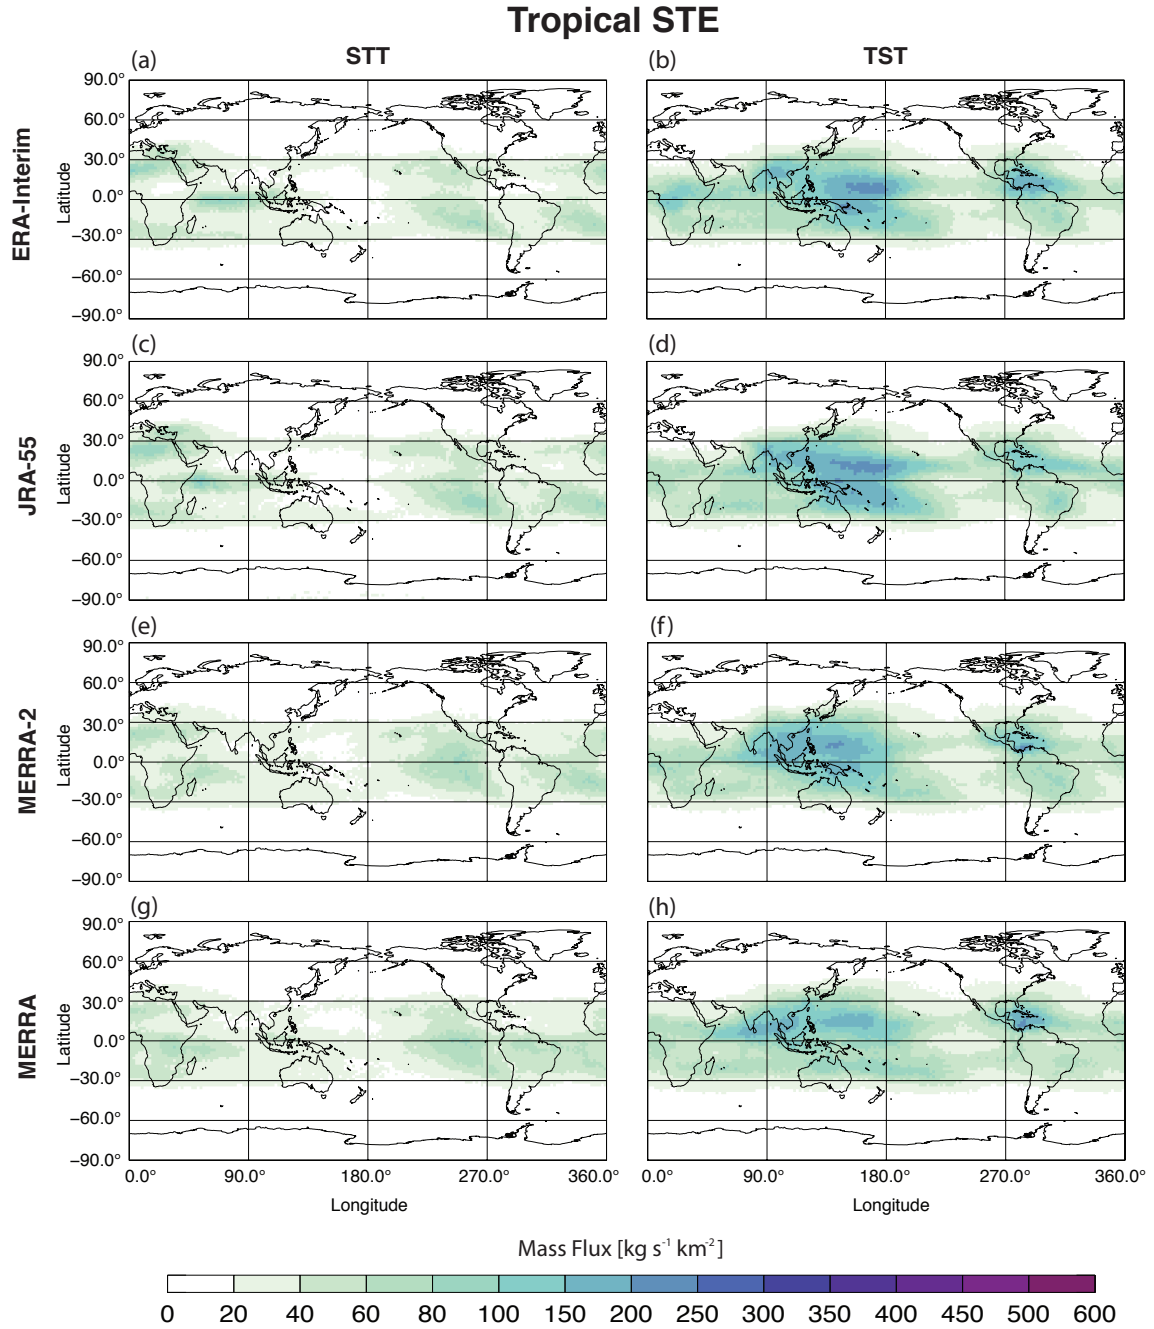 Tropical STE
STT
TST
(a)
(b)
ERA-Interim
Latitude
90.0°
60.0°
30.0°
0.0°
−30.0°
−60.0°
−90.0°
(c)
(d)
JRA-55
Latitude
90.0°
60.0°
30.0°
0.0°
−30.0°
−60.0°
−90.0°
(e)
(f)
MERRA-2
Latitude
90.0°
60.0°
30.0°
0.0°
−30.0°
−60.0°
−90.0°
(g)
(h)
MERRA
Latitude
90.0°
60.0°
30.0°
0.0°
−30.0°
−60.0°
−90.0°
0.0° 90.0° 180.0° 270.0° 360.0°
0.0° 90.0° 180.0° 270.0° 360.0°
Longitude
Longitude
Mass Flux [kg s⁻¹ km⁻²]
0 20 40 60 80 100 150 200 250 300 350 400 450 500 600